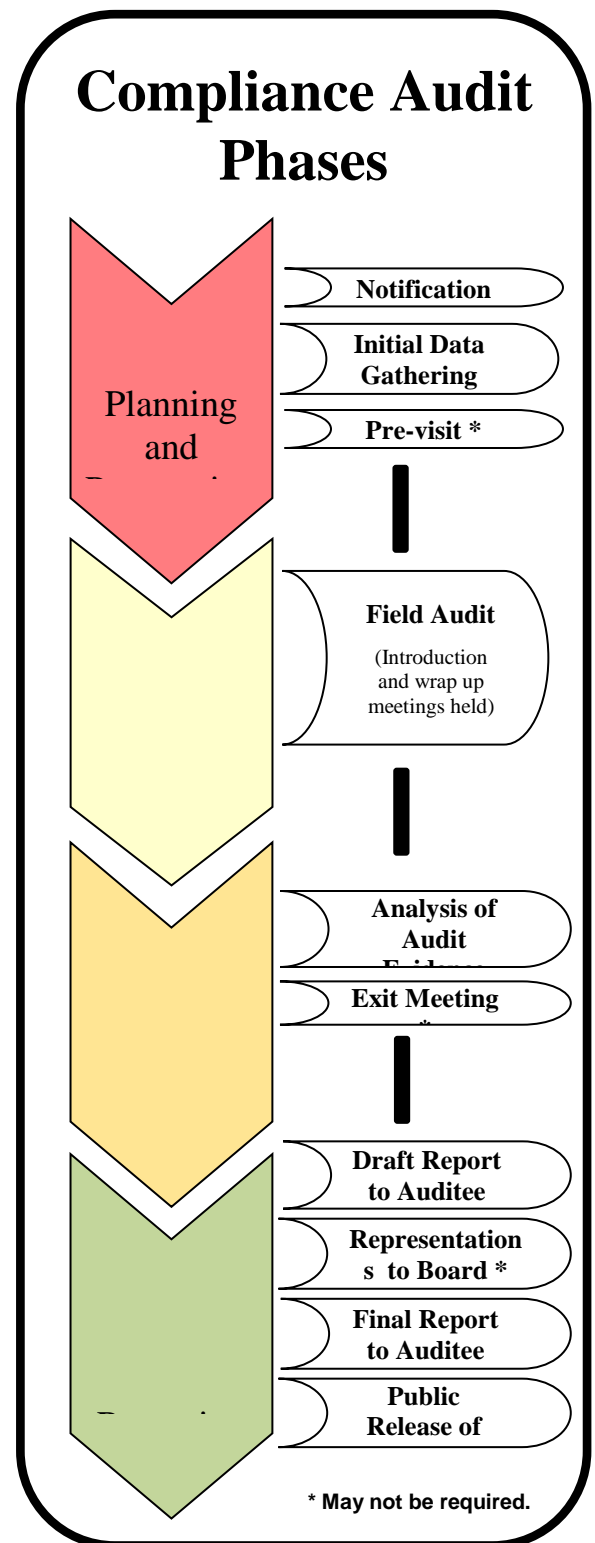 Compliance Audit
Phases
Planning
and
Notification
Initial Data
Gathering
Pre-visit *
Field Audit
(Introduction
and wrap up
meetings held)
Analysis of
Audit
Exit Meeting
*
Draft Report
to Auditee
Representation
s to Board *
Final Report
to Auditee
Public
Release of
* May not be required.